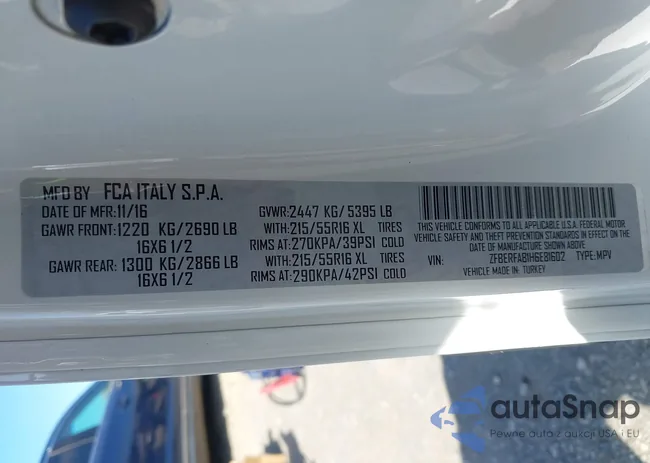 MFD BY FCA ITALY S.P.A.
DATE OF MFR: 11/16 GVWR: 2447 KG/5395 LB
GAWR FRONT: 1220 KG/2690 LB WITH: 215/55R16 XL TIRES
16X6 1/2 RIMS AT: 270KPA/39PSI COLD
GAWR REAR: 1300 KG/2866 LB WITH: 215/55R16 XL TIRES
16X6 1/2 RIMS AT: 290KPA/42PSI COLD
THIS VEHICLE CONFORMS TO ALL APPLICABLE U.S.A. FEDERAL MOTOR
VEHICLE SAFETY AND THEFT PREVENTION STANDARDS IN EFFECT ON THE
DATE OF MANUFACTURE SHOWN ABOVE.
VIN: ZFBERFAB1H6E81602 TYPE: MPV
VEHICLE MADE IN: TURKEY
autaSnap
Pewne auta z aukcji USA i EU